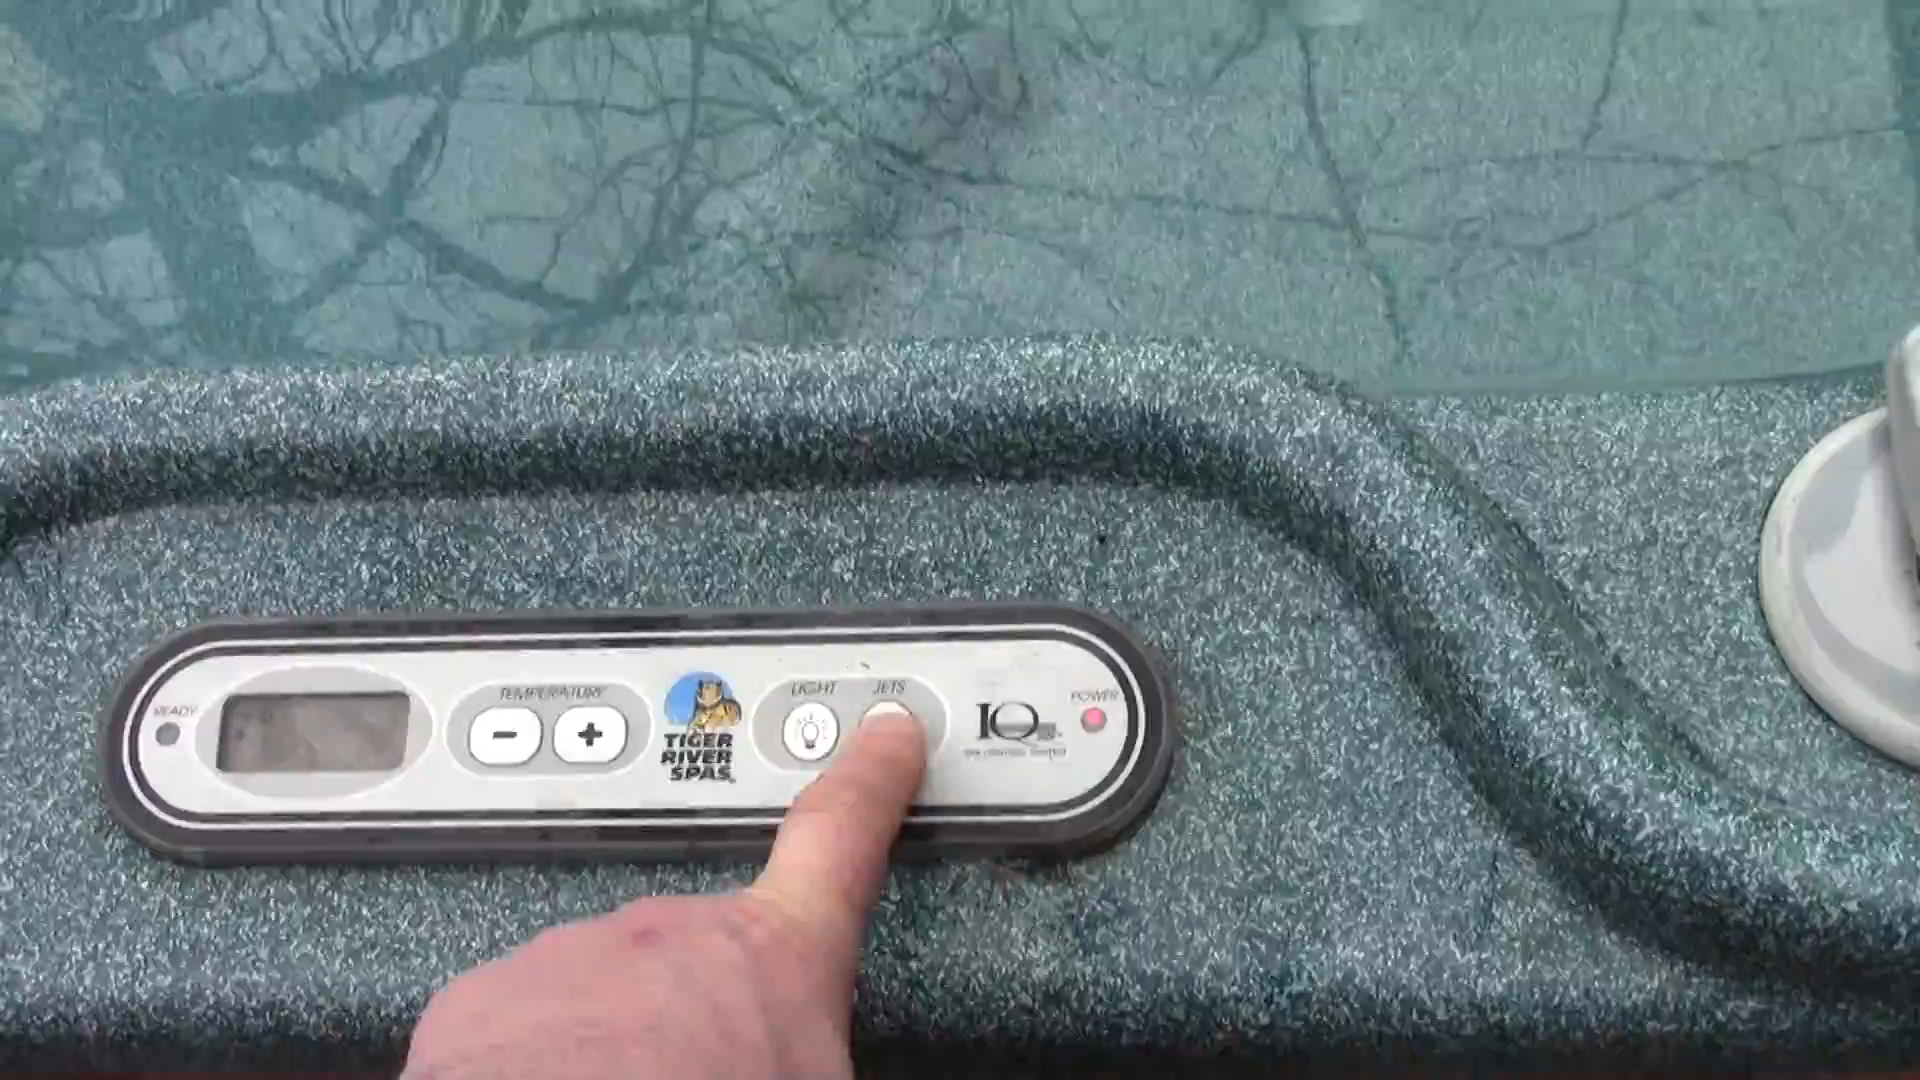 READY
TEMPERATURE
- +
TIGER
RIVER
SPAS
LIGHT JETS
IQ
POWER